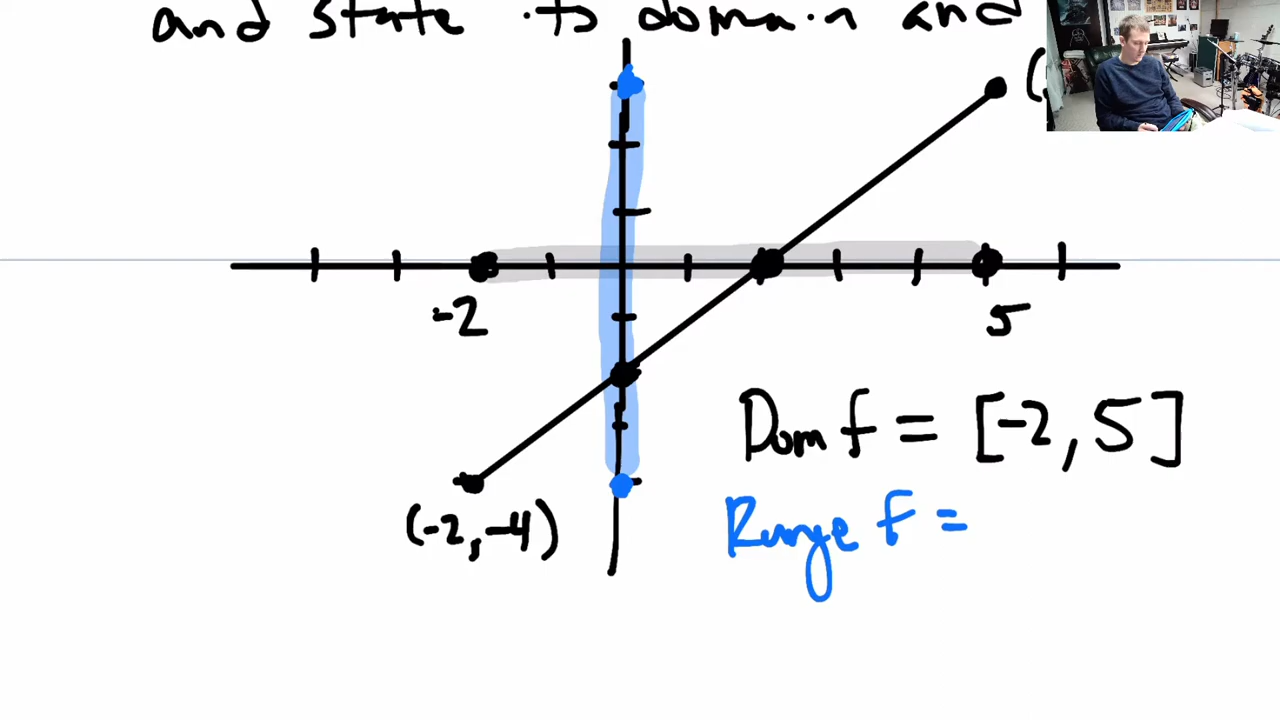 and state its domain and
(
-2
5
Dom f = [-2, 5]
(-2, -4)
Range f =